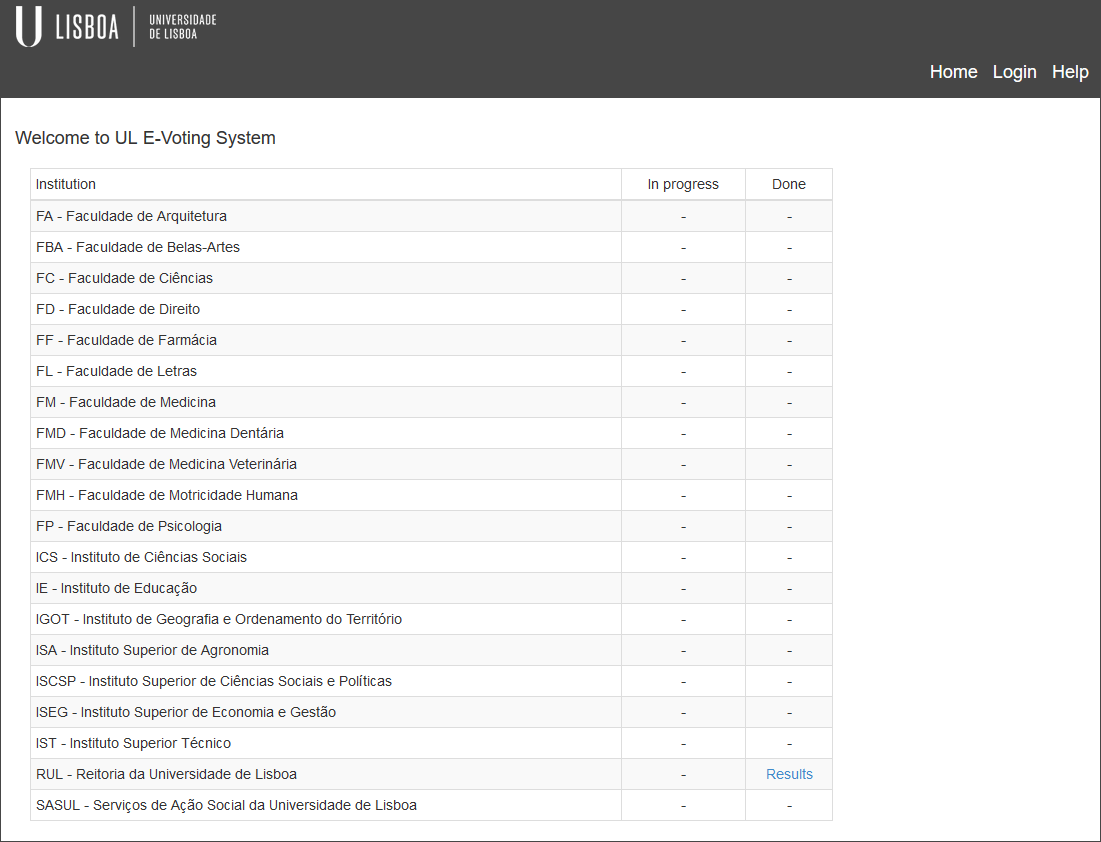 U LISBOA
UNIVERSIDADE
DE LISBOA
Home Login Help
Welcome to UL E-Voting System
Institution In progress Done
FA - Faculdade de Arquitetura - -
FBA - Faculdade de Belas-Artes - -
FC - Faculdade de Ciências - -
FD - Faculdade de Direito - -
FF - Faculdade de Farmácia - -
FL - Faculdade de Letras - -
FM - Faculdade de Medicina - -
FMD - Faculdade de Medicina Dentária - -
FMV - Faculdade de Medicina Veterinária - -
FMH - Faculdade de Motricidade Humana - -
FP - Faculdade de Psicologia - -
ICS - Instituto de Ciências Sociais - -
IE - Instituto de Educação - -
IGOT - Instituto de Geografia e Ordenamento do Território - -
ISA - Instituto Superior de Agronomia - -
ISCSP - Instituto Superior de Ciências Sociais e Políticas - -
ISEG - Instituto Superior de Economia e Gestão - -
IST - Instituto Superior Técnico - -
RUL - Reitoria da Universidade de Lisboa - Results
SASUL - Serviços de Ação Social da Universidade de Lisboa - -